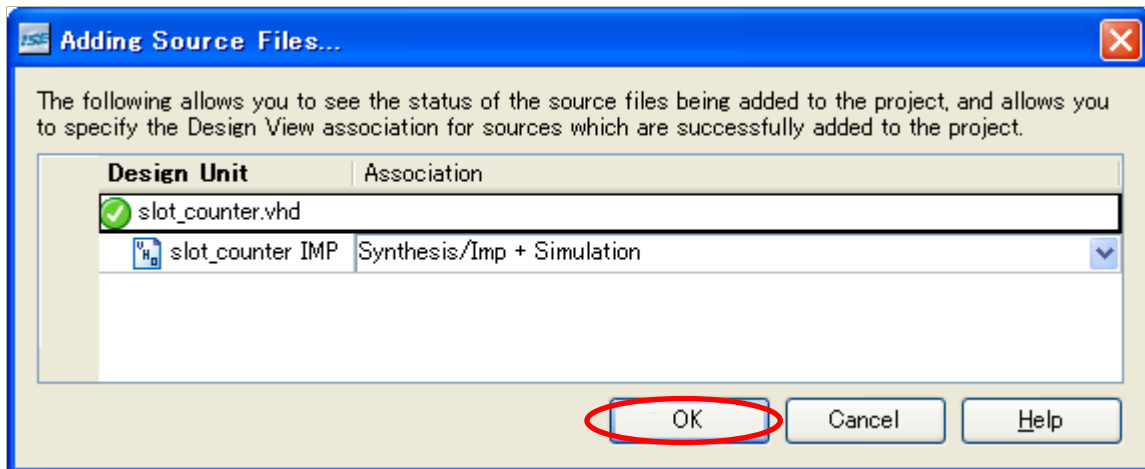 ISE Adding Source Files...
The following allows you to see the status of the source files being added to the project, and allows you
to specify the Design View association for sources which are successfully added to the project.
Design Unit Association
slot_counter.vhd
VHD slot_counter IMP Synthesis/Imp + Simulation
OK Cancel Help